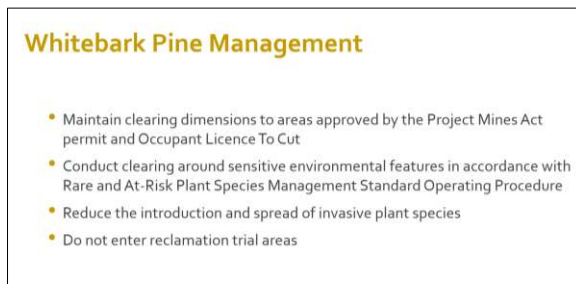 Whitebark Pine Management
• Maintain clearing dimensions to areas approved by the Project Mines Act
permit and Occupant Licence To Cut
• Conduct clearing around sensitive environmental features in accordance with
Rare and At-Risk Plant Species Management Standard Operating Procedure
• Reduce the introduction and spread of invasive plant species
• Do not enter reclamation trial areas